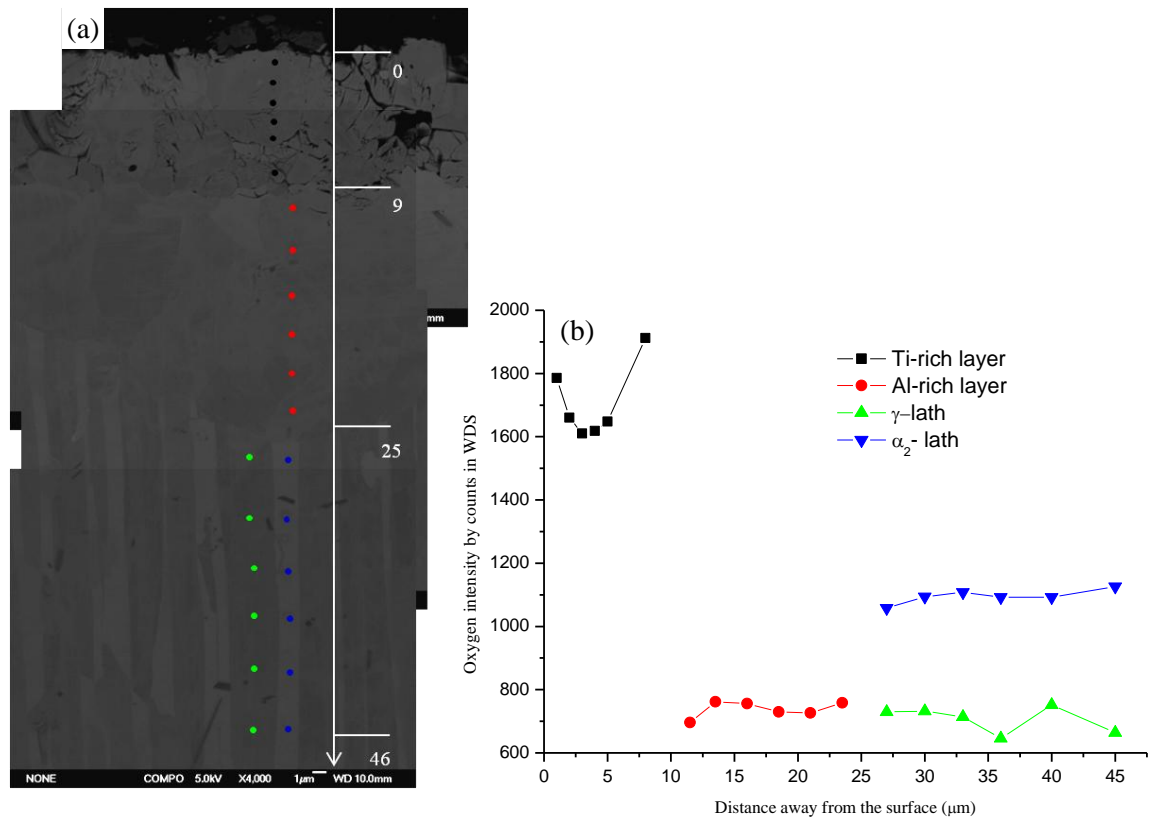 (a)
0
9
25
46
mm
NONE COMPO 5.0kV X4,000 1μm WD 10.0mm
(b)
Ti-rich layer
Al-rich layer
γ–lath
α₂- lath
Oxygen intensity by counts in WDS
2000
1800
1600
1400
1200
1000
800
600
0 5 10 15 20 25 30 35 40 45
Distance away from the surface (μm)